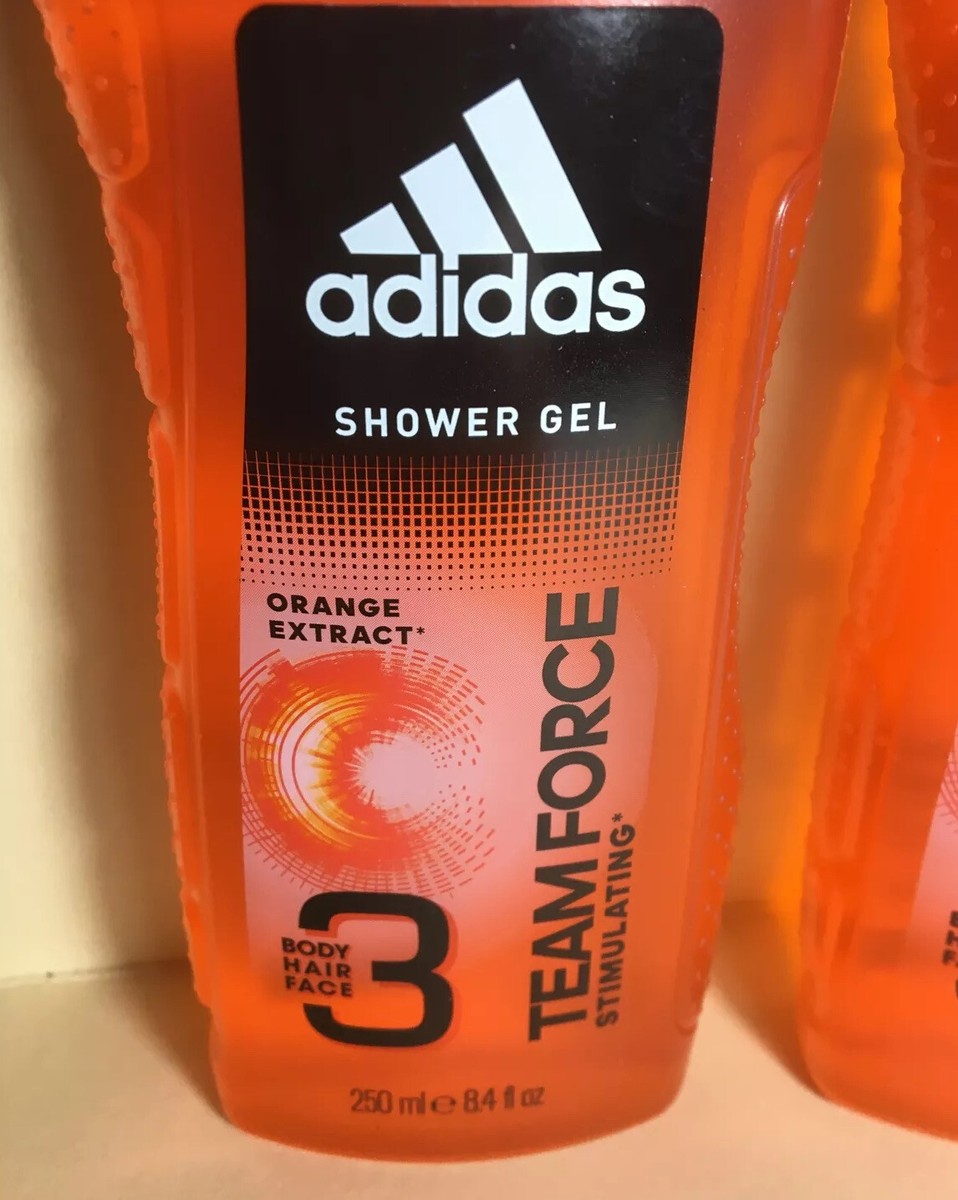 adidas
SHOWER GEL
ORANGE
EXTRACT*
TEAM FORCE
STIMULATING*
3
BODY
HAIR
FACE
250 ml e 8.4 fl oz